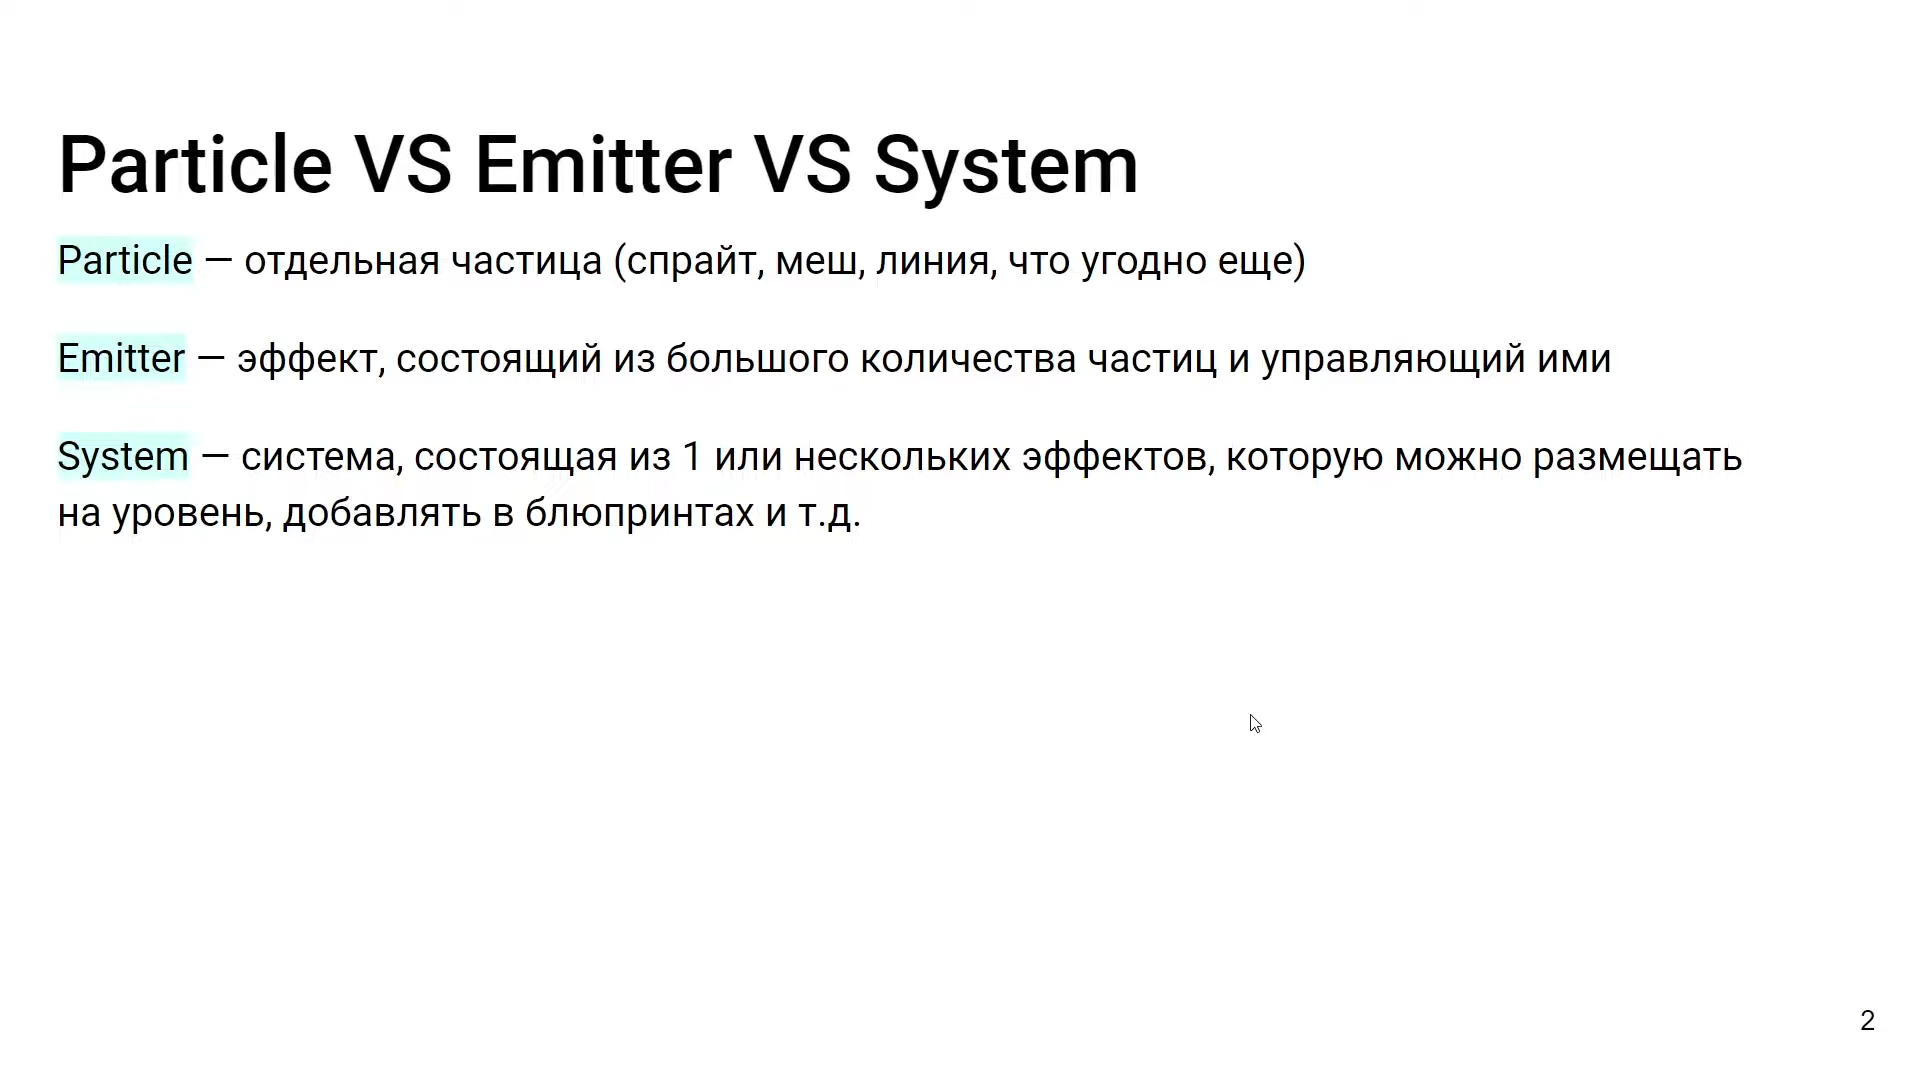 Particle VS Emitter VS System
Particle — отдельная частица (спрайт, меш, линия, что угодно еще)
Emitter — эффект, состоящий из большого количества частиц и управляющий ими
System — система, состоящая из 1 или нескольких эффектов, которую можно размещать
на уровень, добавлять в блюпринтах и т.д.
2